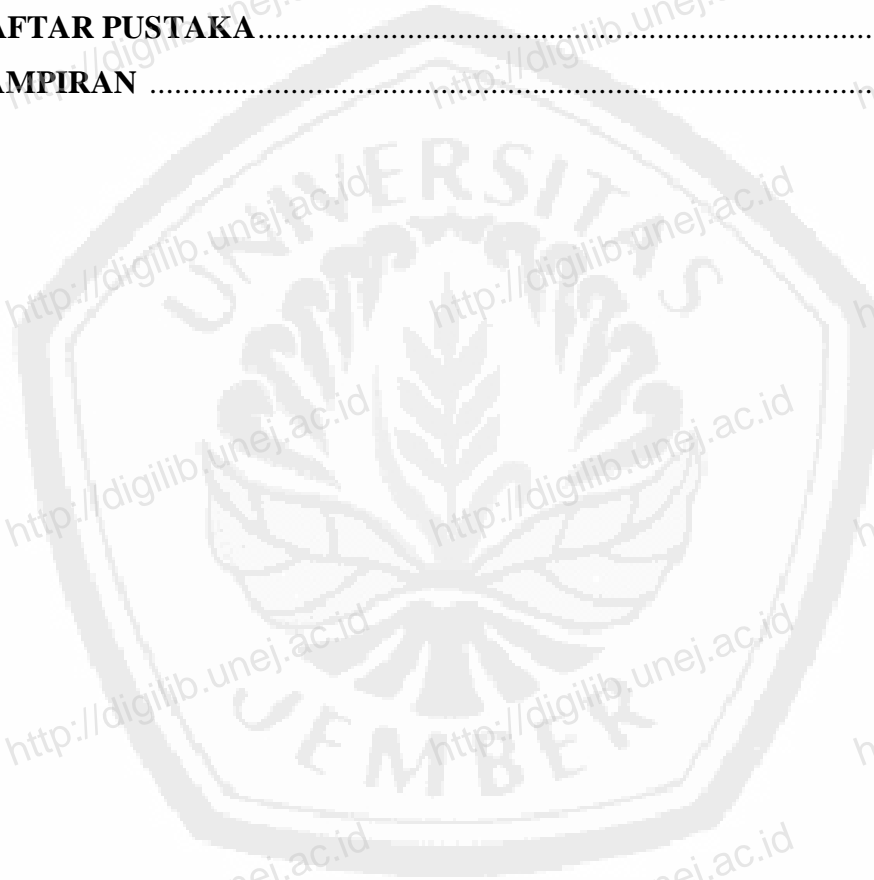 AFTAR PUSTAKA................................................................................
AMPIRAN ........................................................................................
UNIVERSITAS
JEMBER
http://digilib.unej.ac.id
http://digilib.unej.ac.id
http://digilib.unej.ac.id
http://digilib.unej.ac.id
http://digilib.unej.ac.id
http://digilib.unej.ac.id